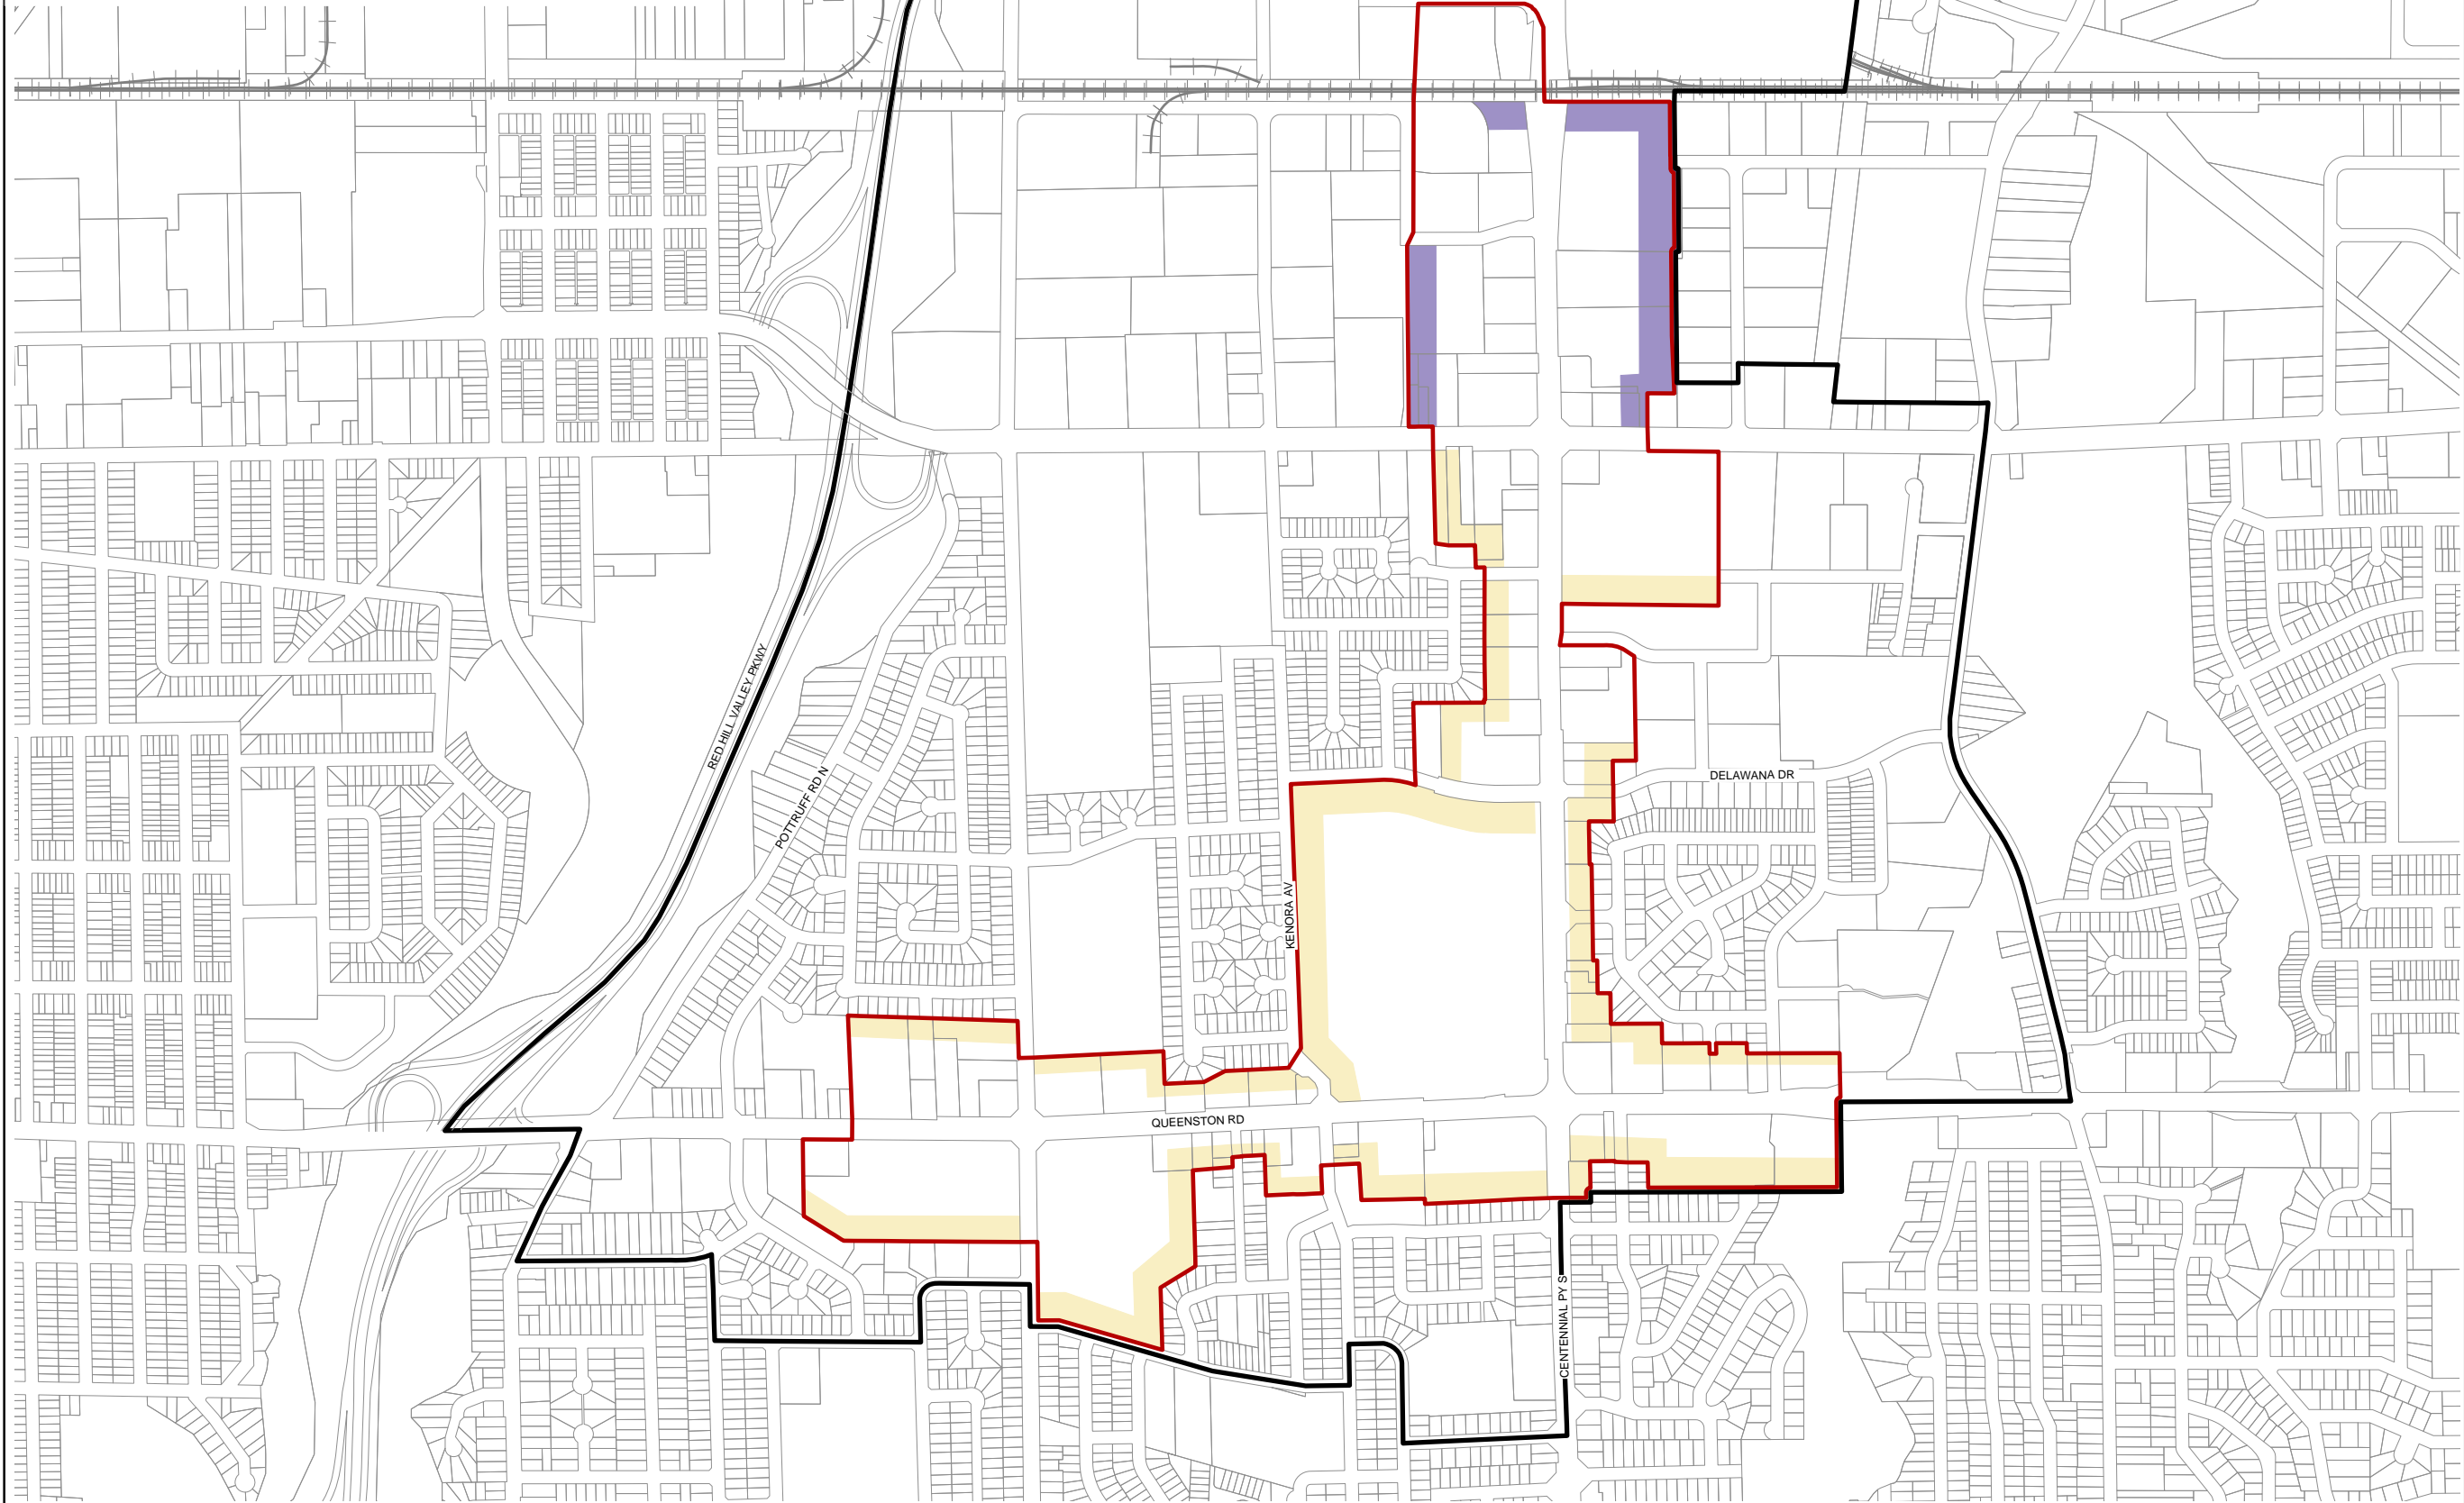 RED HILL VALLEY PKWY
POTTRUFF RD N
DELAWANA DR
KENORA AV
QUEENSTON RD
CENTENNIAL PY S